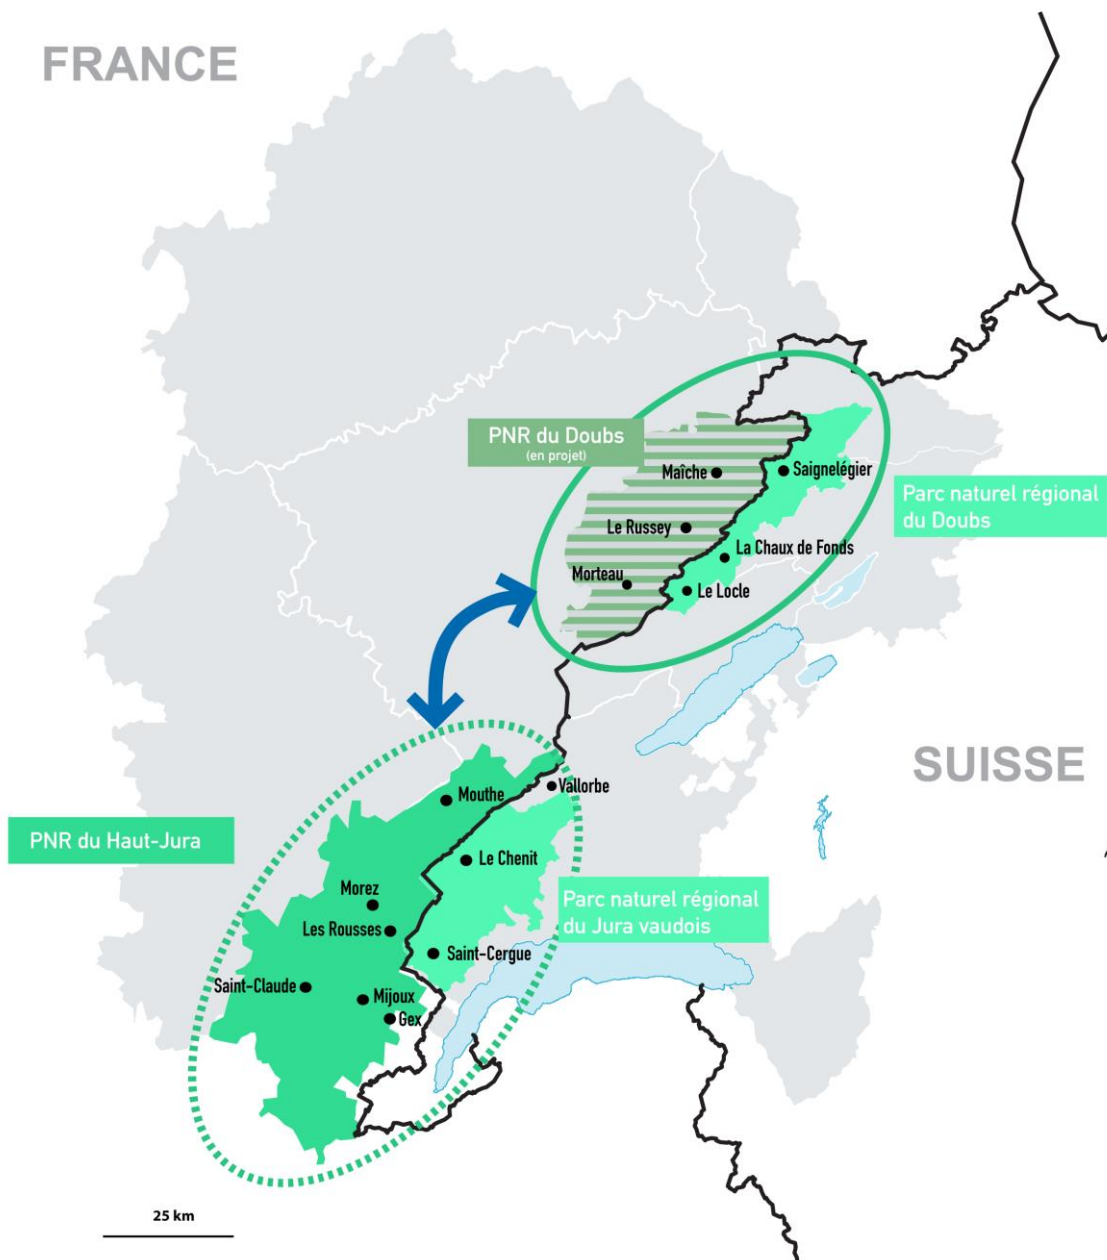 FRANCE
PNR du Doubs
(en projet)
Maîche
Saignelégier
Parc naturel régional
du Doubs
Le Russey
La Chaux de Fonds
Morteau
Le Locle
SUISSE
Vallorbe
Mouthe
PNR du Haut-Jura
Le Chenit
Morez
Parc naturel régional
du Jura vaudois
Les Rousses
Saint-Cergue
Saint-Claude
Mijoux
Gex
25 km